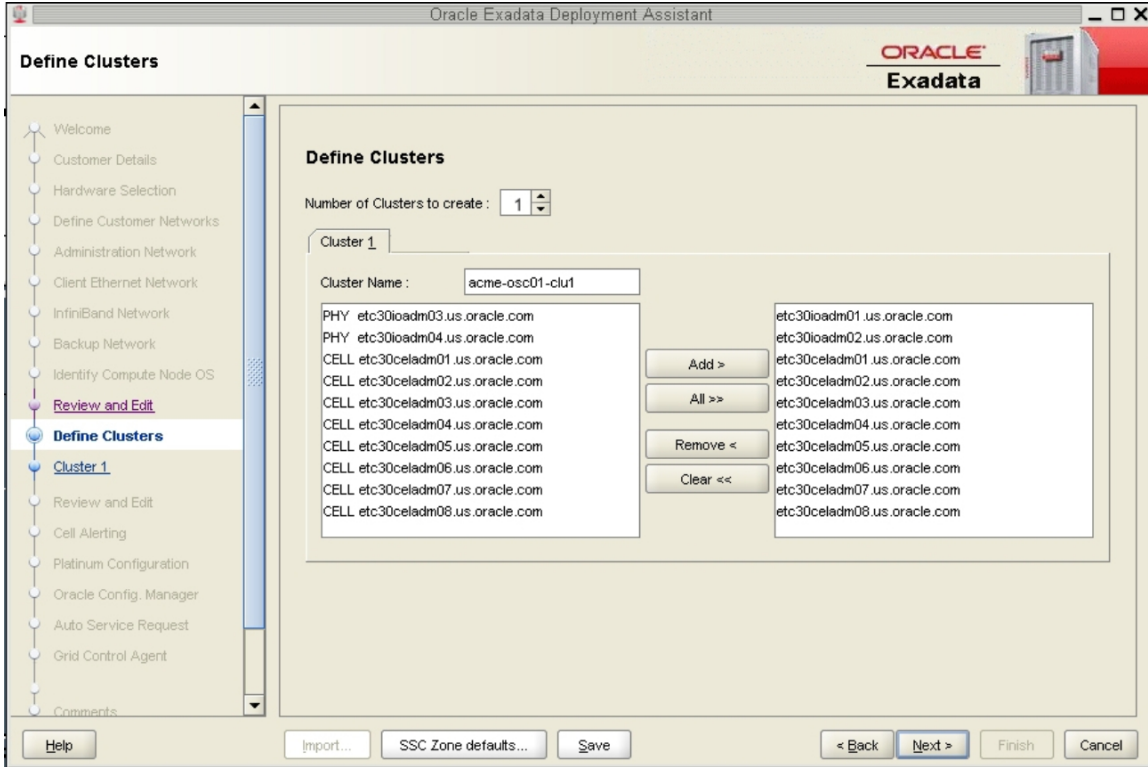 Oracle Exadata Deployment Assistant
Define Clusters
ORACLE
Exadata
Welcome
Customer Details
Hardware Selection
Define Customer Networks
Administration Network
Client Ethernet Network
InfiniBand Network
Backup Network
Identify Compute Node OS
Review and Edit
Define Clusters
Cluster 1
Review and Edit
Cell Alerting
Platinum Configuration
Oracle Config. Manager
Auto Service Request
Grid Control Agent
Comments
Define Clusters
Number of Clusters to create : 1
Cluster 1
Cluster Name : acme-osc01-clu1
PHY etc30ioadm03.us.oracle.com
PHY etc30ioadm04.us.oracle.com
CELL etc30celadm01.us.oracle.com
CELL etc30celadm02.us.oracle.com
CELL etc30celadm03.us.oracle.com
CELL etc30celadm04.us.oracle.com
CELL etc30celadm05.us.oracle.com
CELL etc30celadm06.us.oracle.com
CELL etc30celadm07.us.oracle.com
CELL etc30celadm08.us.oracle.com
Add >
All >>
Remove <
Clear <<
etc30ioadm01.us.oracle.com
etc30ioadm02.us.oracle.com
etc30celadm01.us.oracle.com
etc30celadm02.us.oracle.com
etc30celadm03.us.oracle.com
etc30celadm04.us.oracle.com
etc30celadm05.us.oracle.com
etc30celadm06.us.oracle.com
etc30celadm07.us.oracle.com
etc30celadm08.us.oracle.com
Help
Import...
SSC Zone defaults...
Save
< Back
Next >
Finish
Cancel